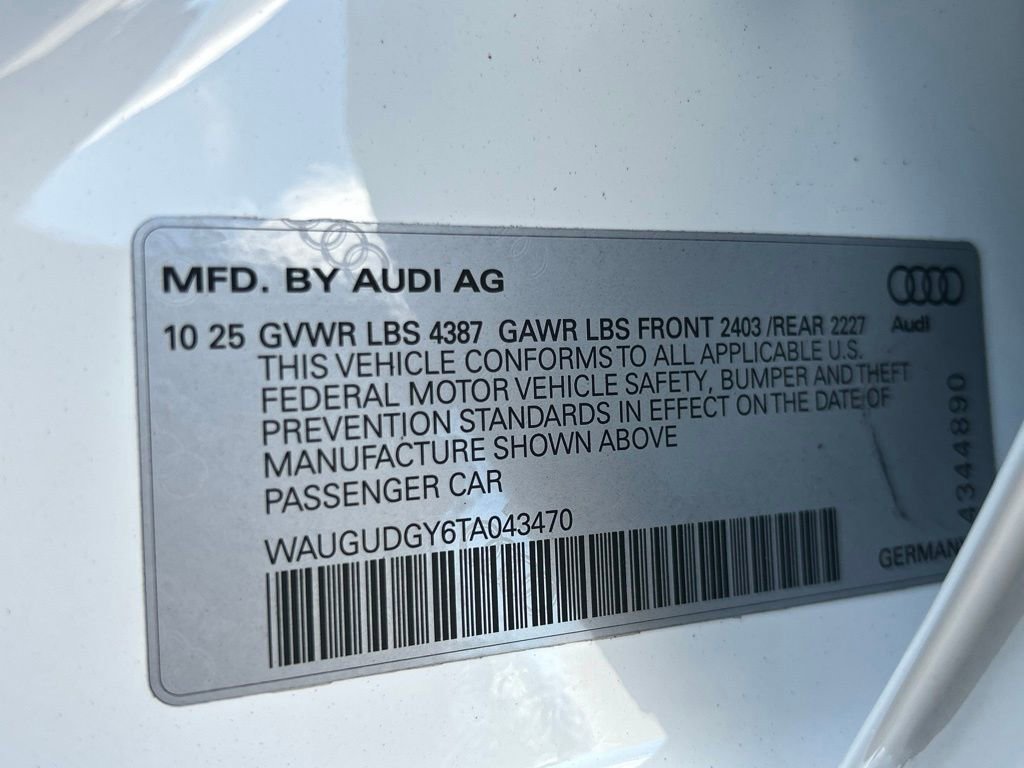 MFD. BY AUDI AG
10 25 GVWR LBS 4387 GAWR LBS FRONT 2403 /REAR 2227
Audi
THIS VEHICLE CONFORMS TO ALL APPLICABLE U.S.
FEDERAL MOTOR VEHICLE SAFETY, BUMPER AND THEFT
PREVENTION STANDARDS IN EFFECT ON THE DATE OF
MANUFACTURE SHOWN ABOVE
PASSENGER CAR
WAUGUDGY6TA043470
GERMANY
4344890